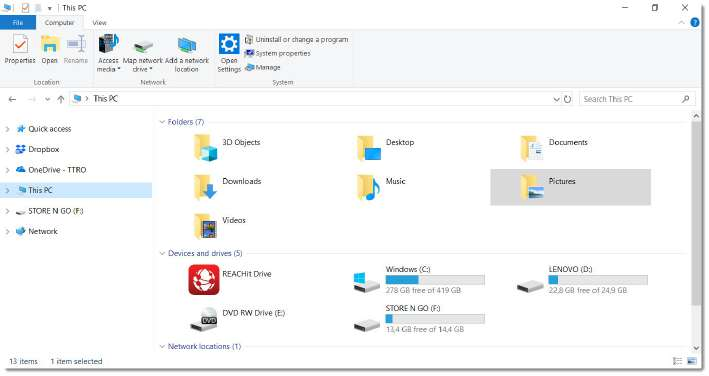 This PC
File Computer View
Properties Open Rename Access media Map network drive Add a network location Open Settings Uninstall or change a program System properties Manage
Location Network System
This PC Search This PC
Quick access
Dropbox
OneDrive - TTRO
This PC
STORE N GO (F:)
Network
Folders (7)
3D Objects Desktop Documents
Downloads Music Pictures
Videos
Devices and drives (5)
REACHit Drive
Windows (C:)
278 GB free of 419 GB
LENOVO (D:)
22,8 GB free of 24,9 GB
DVD RW Drive (E:)
DVD
STORE N GO (F:)
13,4 GB free of 14,4 GB
Network locations (1)
13 items 1 item selected